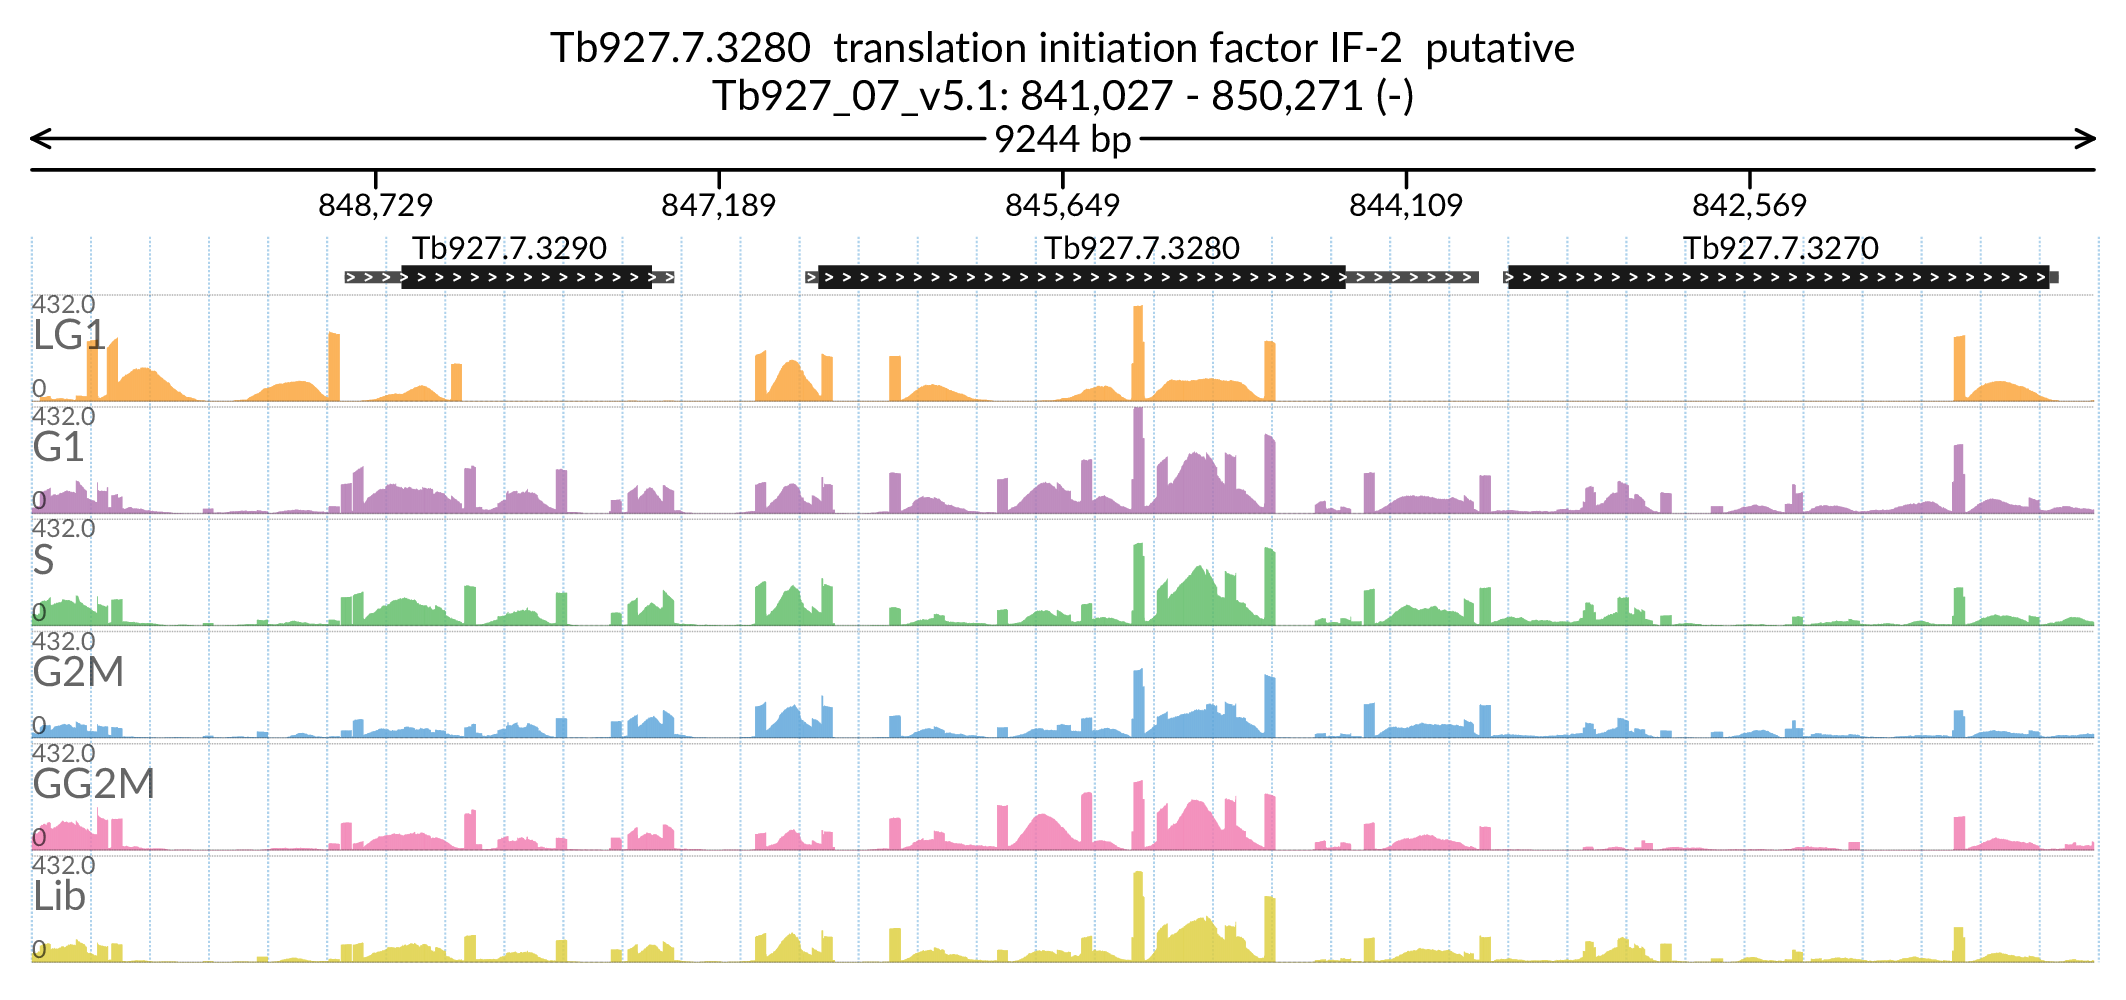 Tb927.7.3280  translation initiation factor IF-2  putative
Tb927_07_v5.1: 841,027 - 850,271 (-)
9244 bp
848,729 847,189 845,649 844,109 842,569
Tb927.7.3290 Tb927.7.3280 Tb927.7.3270
432.0
LG1
0
432.0
G1
0
432.0
S
0
432.0
G2M
0
432.0
GG2M
0
432.0
Lib
0